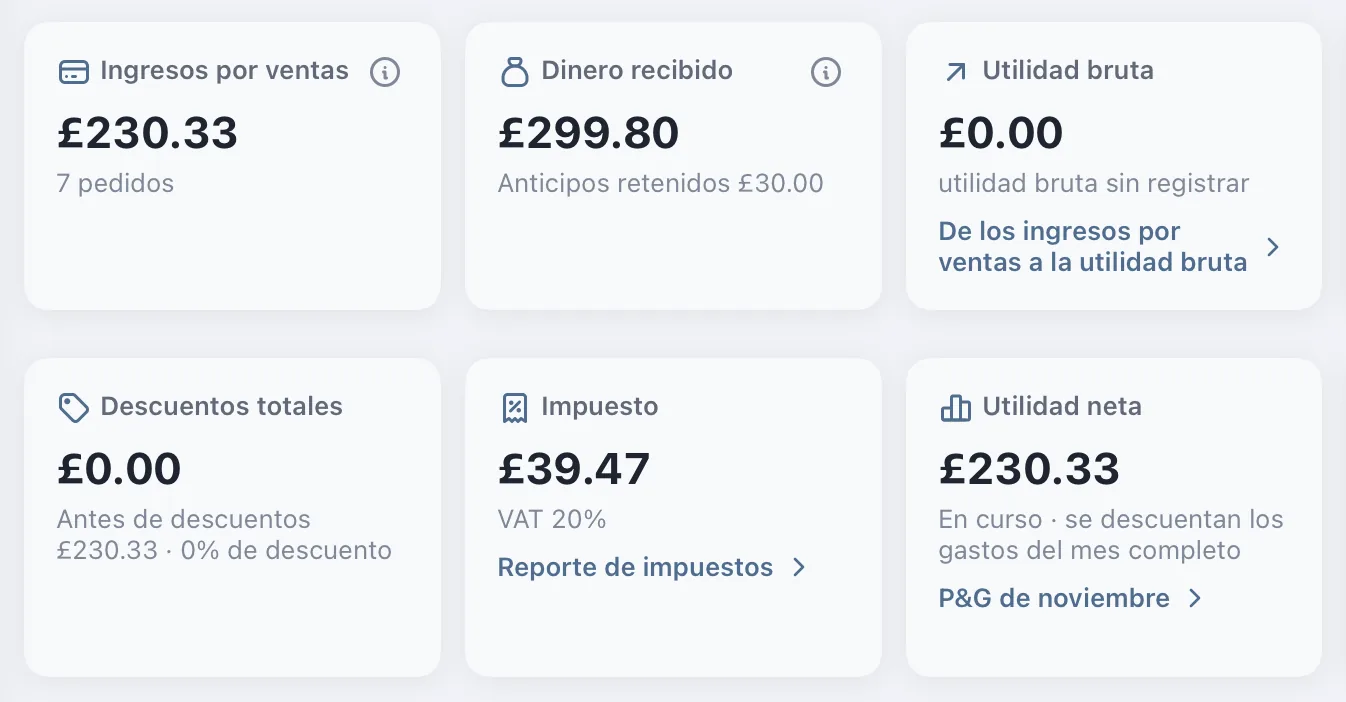 Ingresos por ventas
£230.33
7 pedidos
Dinero recibido
£299.80
Anticipos retenidos £30.00
Utilidad bruta
£0.00
utilidad bruta sin registrar
De los ingresos por
ventas a la utilidad bruta
Descuentos totales
£0.00
Antes de descuentos
£230.33 · 0% de descuento
Impuesto
£39.47
VAT 20%
Reporte de impuestos
Utilidad neta
£230.33
En curso · se descuentan los
gastos del mes completo
P&G de noviembre